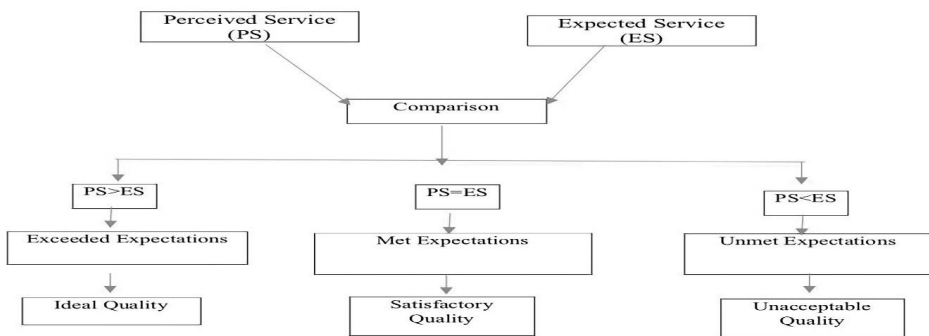 Perceived Service
(PS)
Expected Service
(ES)
Comparison
PS>ES
PS=ES
PS<ES
Exceeded Expectations
Met Expectations
Unmet Expectations
Ideal Quality
Satisfactory
Quality
Unacceptable
Quality